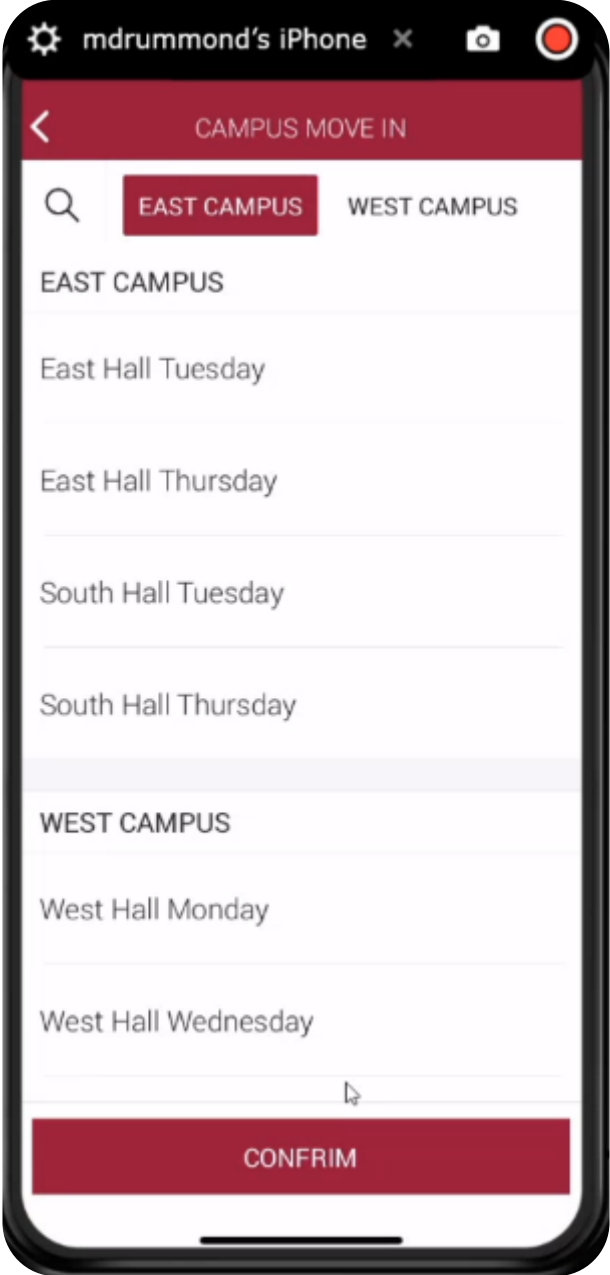 mdrummond's iPhone
CAMPUS MOVE IN
EAST CAMPUS WEST CAMPUS
EAST CAMPUS
East Hall Tuesday
East Hall Thursday
South Hall Tuesday
South Hall Thursday
WEST CAMPUS
West Hall Monday
West Hall Wednesday
CONFRIM